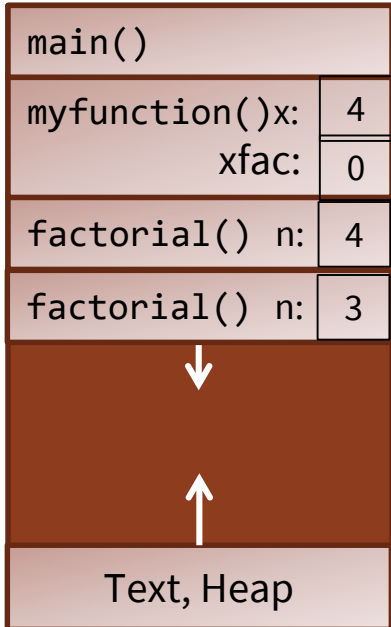 main()
myfunction()x: 4
xfac: 0
factorial() n: 4
factorial() n: 3
Text, Heap